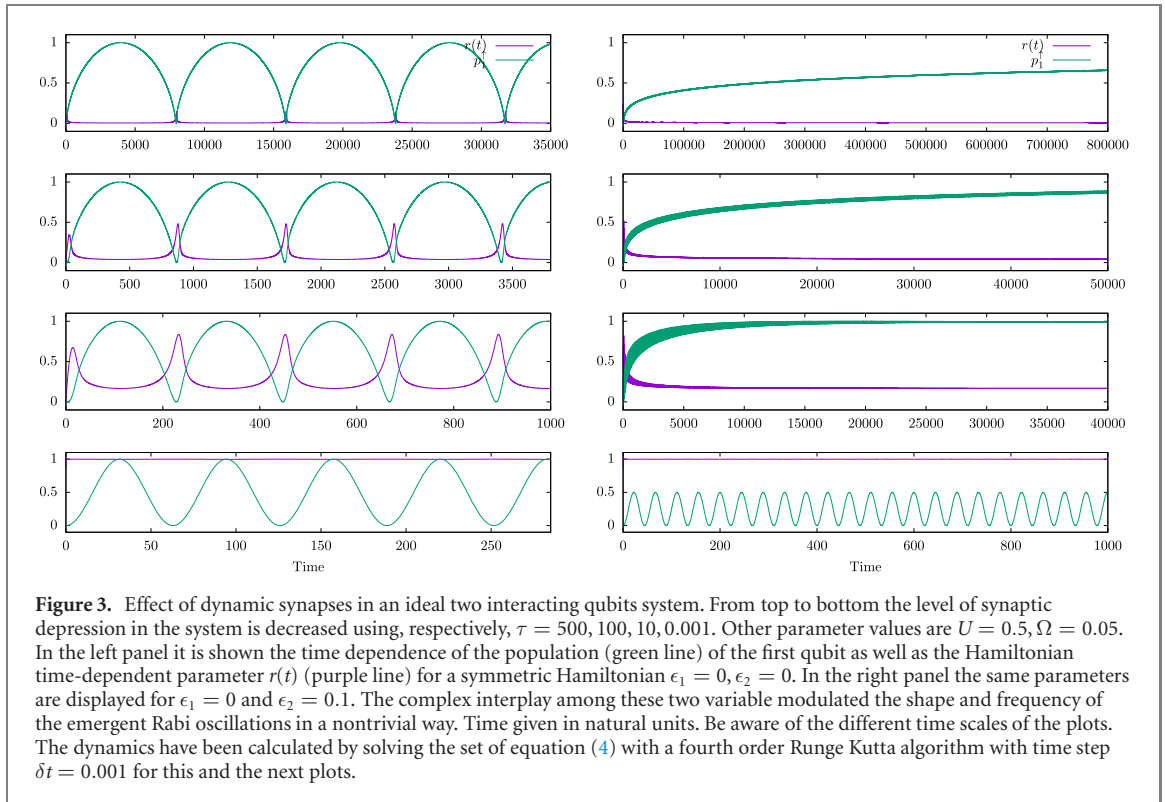 1
0.5
0
r(t)
p₁↑
0 5000 10000 15000 20000 25000 30000 35000
1
0.5
0
r(t)
p₁↑
0 100000 200000 300000 400000 500000 600000 700000 800000
1
0.5
0
0 500 1000 1500 2000 2500 3000 3500
1
0.5
0
0 10000 20000 30000 40000 50000
1
0.5
0
0 200 400 600 800 1000
1
0.5
0
0 5000 10000 15000 20000 25000 30000 35000 40000
1
0.5
0
0 50 100 150 200 250
Time
1
0.5
0
0 200 400 600 800 1000
Time
Figure 3. Effect of dynamic synapses in an ideal two interacting qubits system. From top to bottom the level of synaptic
depression in the system is decreased using, respectively, τ = 500, 100, 10, 0.001. Other parameter values are U = 0.5, Ω = 0.05.
In the left panel it is shown the time dependence of the population (green line) of the first qubit as well as the Hamiltonian
time-dependent parameter r(t) (purple line) for a symmetric Hamiltonian ϵ₁ = 0, ϵ₂ = 0. In the right panel the same parameters
are displayed for ϵ₁ = 0 and ϵ₂ = 0.1. The complex interplay among these two variable modulated the shape and frequency of
the emergent Rabi oscillations in a nontrivial way. Time given in natural units. Be aware of the different time scales of the plots.
The dynamics have been calculated by solving the set of equation (4) with a fourth order Runge Kutta algorithm with time step
δt = 0.001 for this and the next plots.